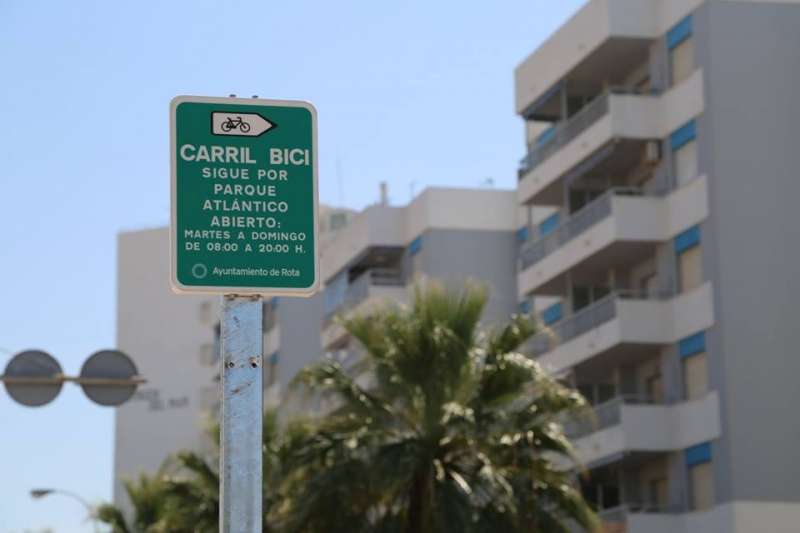 CARRIL BICI
SIGUE POR
PARQUE
ATLÁNTICO
ABIERTO:
MARTES A DOMINGO
DE 08:00 A 20:00 H.
Ayuntamiento de Rota